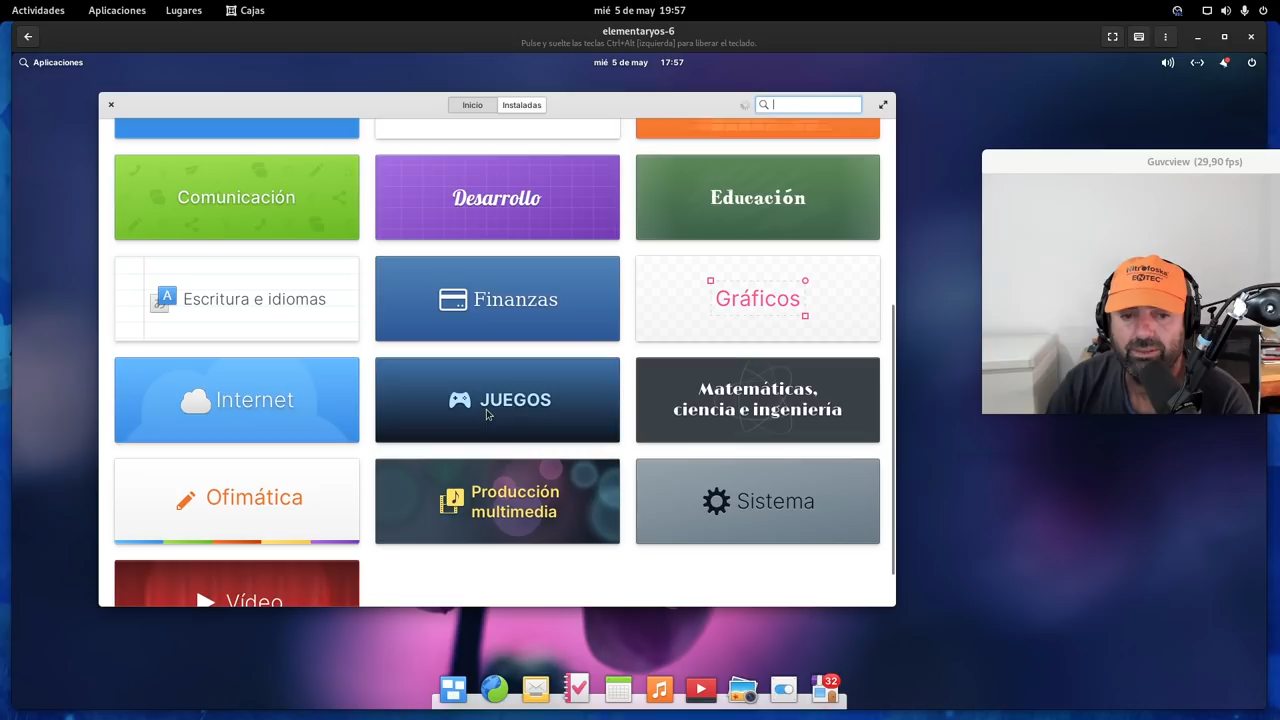 Actividades Aplicaciones Lugares Cajas mié 5 de may 19:57
elementaryos-6
Pulse y suelte las teclas Ctrl+Alt [izquierda] para liberar el teclado.
Aplicaciones mié 5 de may 17:57
Inicio Instaladas
Guvcview (29,90 fps)
Comunicación Desarrollo Educación
Escritura e idiomas Finanzas Gráficos
Internet JUEGOS Matemáticas,
ciencia e ingeniería
Ofimática Producción
multimedia Sistema
Vídeo
filtrofoska
ENTEC
32